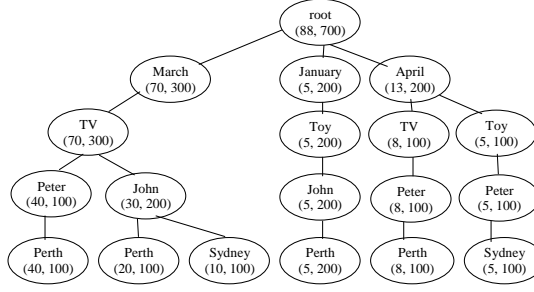 root
(88, 700)
March
(70, 300)
January
(5, 200)
April
(13, 200)
TV
(70, 300)
Toy
(5, 200)
TV
(8, 100)
Toy
(5, 100)
Peter
(40, 100)
John
(30, 200)
John
(5, 200)
Peter
(8, 100)
Peter
(5, 100)
Perth
(40, 100)
Perth
(20, 100)
Sydney
(10, 100)
Perth
(5, 200)
Perth
(8, 100)
Sydney
(5, 100)